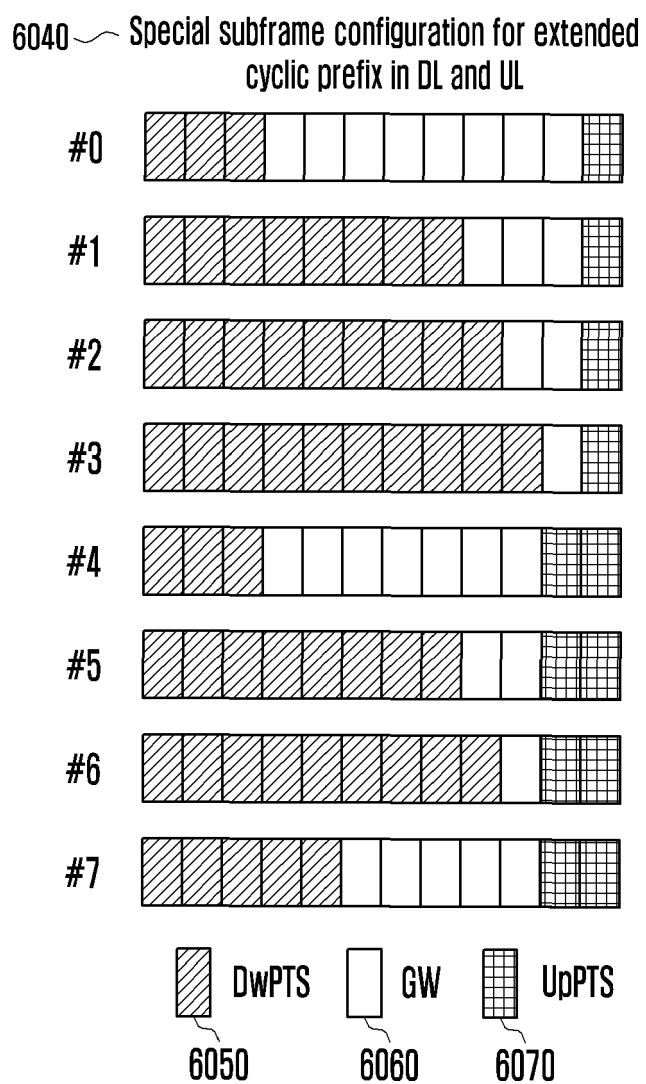 6040 Special subframe configuration for extended
cyclic prefix in DL and UL
#0
#1
#2
#3
#4
#5
#6
#7
DwPTS GW UpPTS
6050 6060 6070